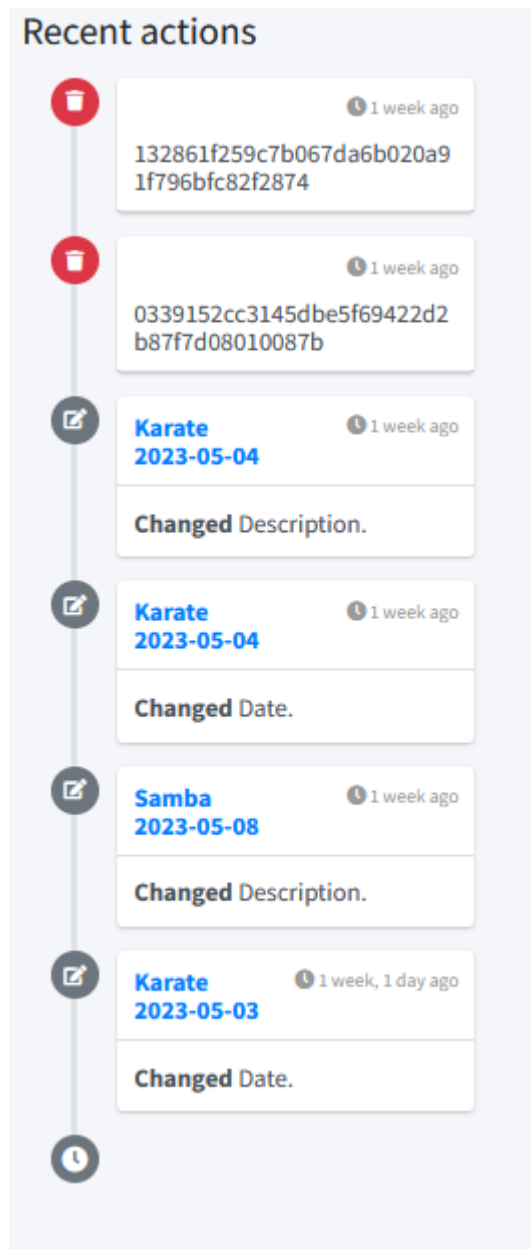 Recent actions
1 week ago
132861f259c7b067da6b020a9
1f796bfc82f2874
1 week ago
0339152cc3145dbe5f69422d2
b87f7d08010087b
Karate 1 week ago
2023-05-04
Changed Description.
Karate 1 week ago
2023-05-04
Changed Date.
Samba 1 week ago
2023-05-08
Changed Description.
Karate 1 week, 1 day ago
2023-05-03
Changed Date.